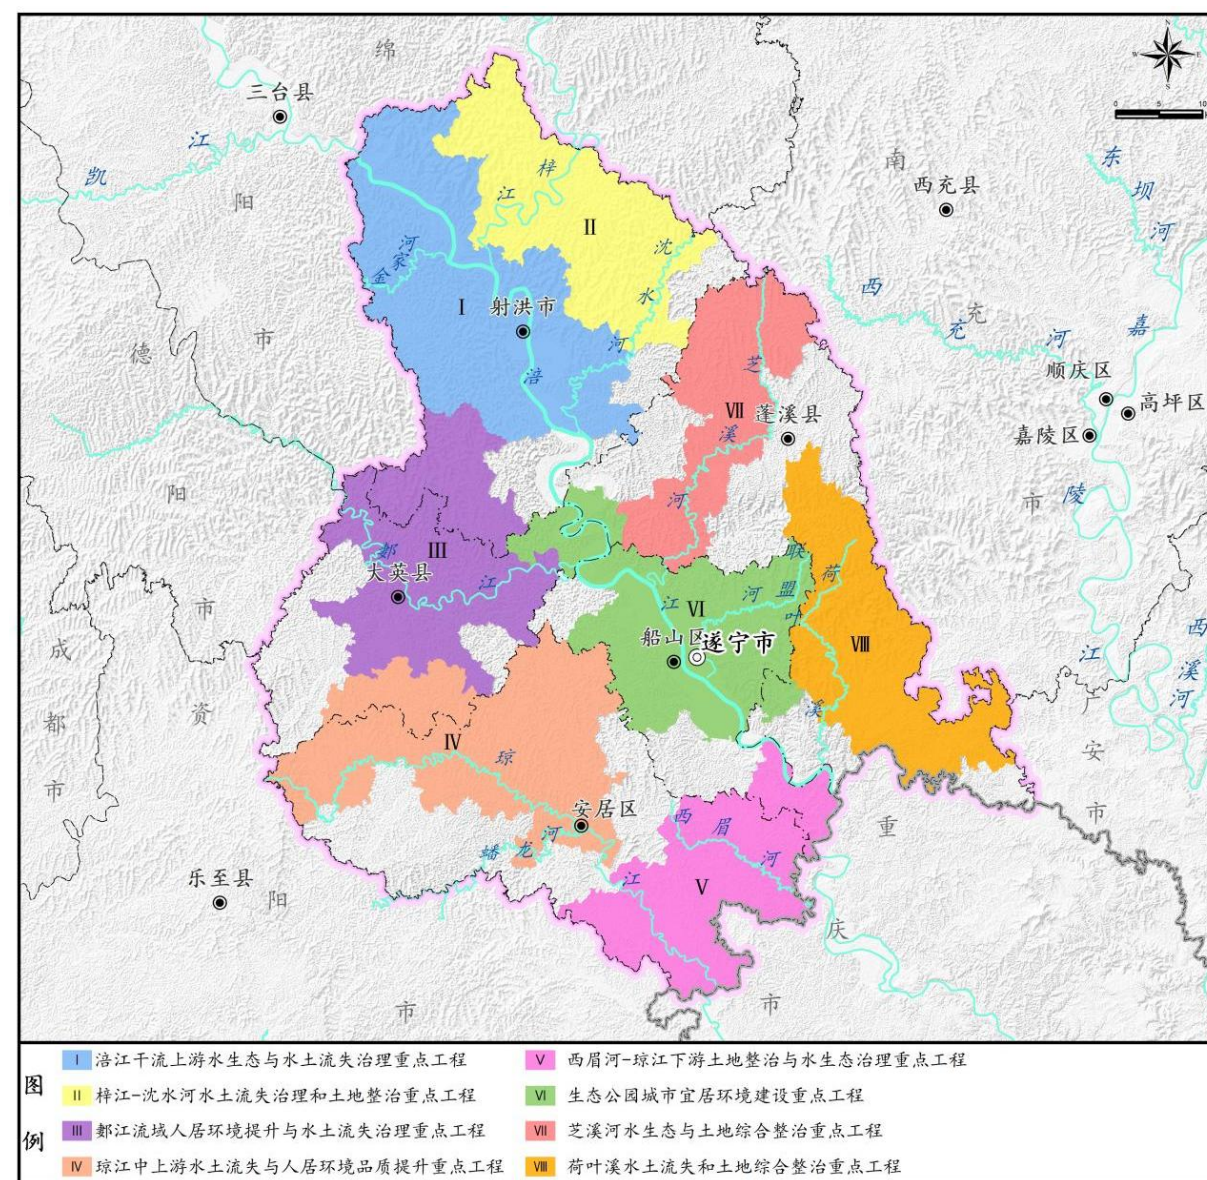 N
W
E
S
0
5
10
绵
三台县
江
凯
阳
南
东
坝
河
西充县
梓
江
II
沈
水
河
河
家
金
西
充
充
河
嘉
I
射洪市
市
德
涪
芝
顺庆区
高坪区
嘉陵区
VII
蓬溪县
溪
河
陵
市
阳
郪
III
大英县
江
联
盟
河
荷
叶
江
VI
船山区
遂宁市
VIII
市
成
都
市
资
溪
江
西
溪
河
广
安
市
IV
琼
安居区
河
龙
蟠
西
眉
河
重
乐至县
阳
江
V
庆
市
市
图
例
I 涪江干流上游水生态与水土流失治理重点工程
II 梓江-沈水河水土流失治理和土地整治重点工程
III 郪江流域人居环境提升与水土流失治理重点工程
IV 琼江中上游水土流失与人居环境品质提升重点工程
V 西眉河-琼江下游土地整治与水生态治理重点工程
VI 生态公园城市宜居环境建设重点工程
VII 芝溪河水生态与土地综合整治重点工程
VIII 荷叶溪水土流失和土地综合整治重点工程